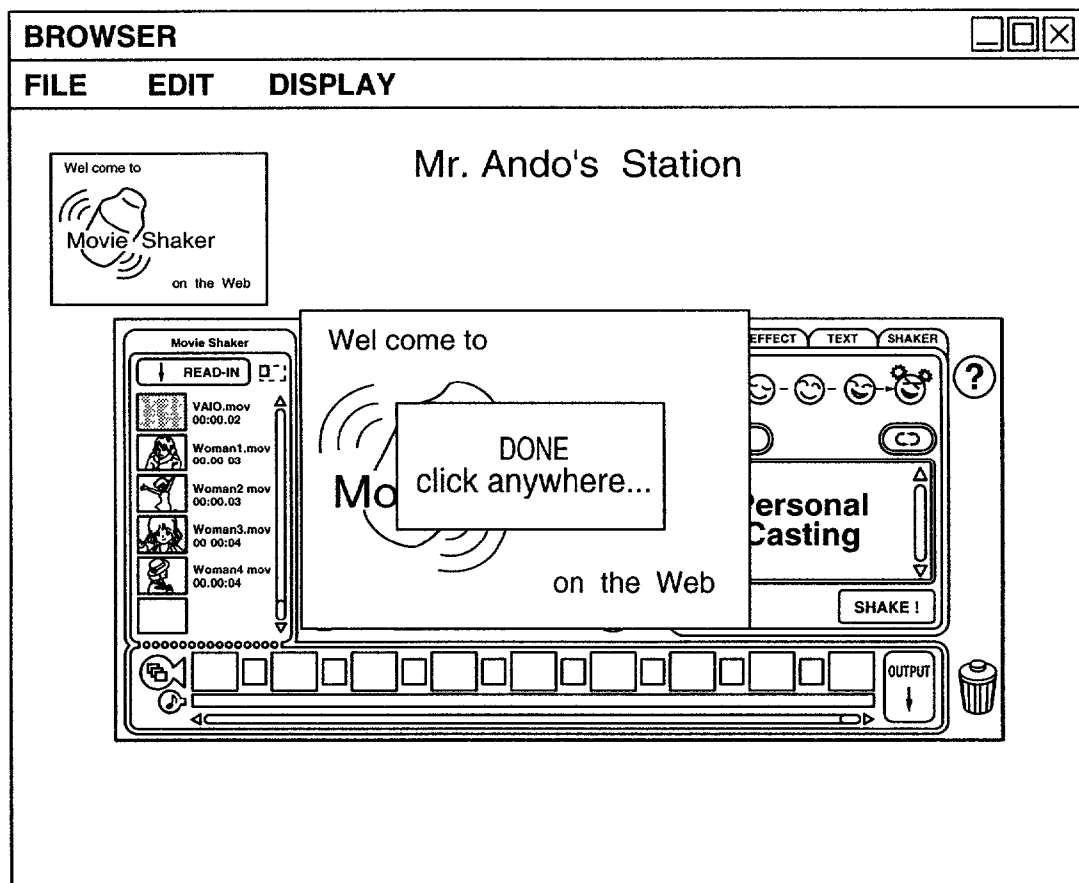 BROWSER
FILE EDIT DISPLAY
Mr. Ando's Station
Wel come to
Movie Shaker
on the Web
Movie Shaker
READ-IN
VAIO.mov
00:00.02
Woman1.mov
00.00 03
Woman2 mov
00:00.03
Woman3.mov
00 00:04
Woman4 mov
00.00:04
Wel come to
Mo
on the Web
DONE
click anywhere...
EFFECT TEXT SHAKER
?
ersonal
Casting
SHAKE !
OUTPUT